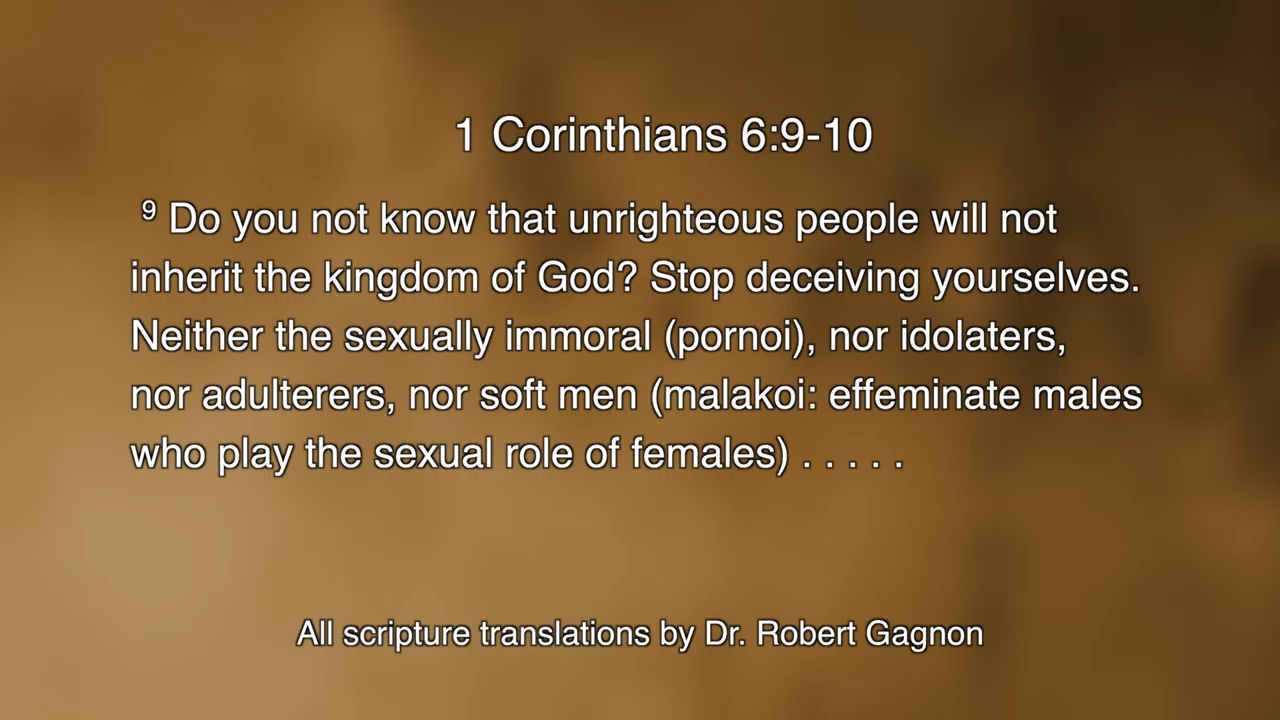 1 Corinthians 6:9-10
⁹ Do you not know that unrighteous people will not
inherit the kingdom of God? Stop deceiving yourselves.
Neither the sexually immoral (pornoi), nor idolaters,
nor adulterers, nor soft men (malakoi: effeminate males
who play the sexual role of females) . . . . .
All scripture translations by Dr. Robert Gagnon